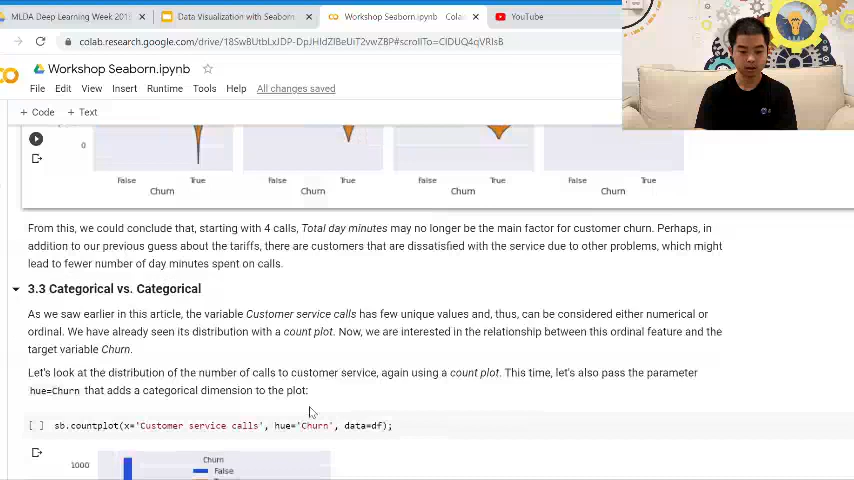 MLDA Deep Learning Week 2019
Data Visualization with Seaborn
Workshop Seaborn.ipynb - Colab
YouTube
Workshop Seaborn.ipynb
File Edit View Insert Runtime Tools Help All changes saved
+ Code + Text
0
False True False True False True False True
Churn Churn Churn Churn
From this, we could conclude that, starting with 4 calls, Total day minutes may no longer be the main factor for customer churn. Perhaps, in
addition to our previous guess about the tariffs, there are customers that are dissatisfied with the service due to other problems, which might
lead to fewer number of day minutes spent on calls.
3.3 Categorical vs. Categorical
As we saw earlier in this article, the variable Customer service calls has few unique values and, thus, can be considered either numerical or
ordinal. We have already seen its distribution with a count plot. Now, we are interested in the relationship between this ordinal feature and the
target variable Churn.
Let's look at the distribution of the number of calls to customer service, again using a count plot. This time, let's also pass the parameter
hue=Churn that adds a categorical dimension to the plot:
[ ] sb.countplot(x='Customer service calls', hue='Churn', data=df);
Churn
1000
False